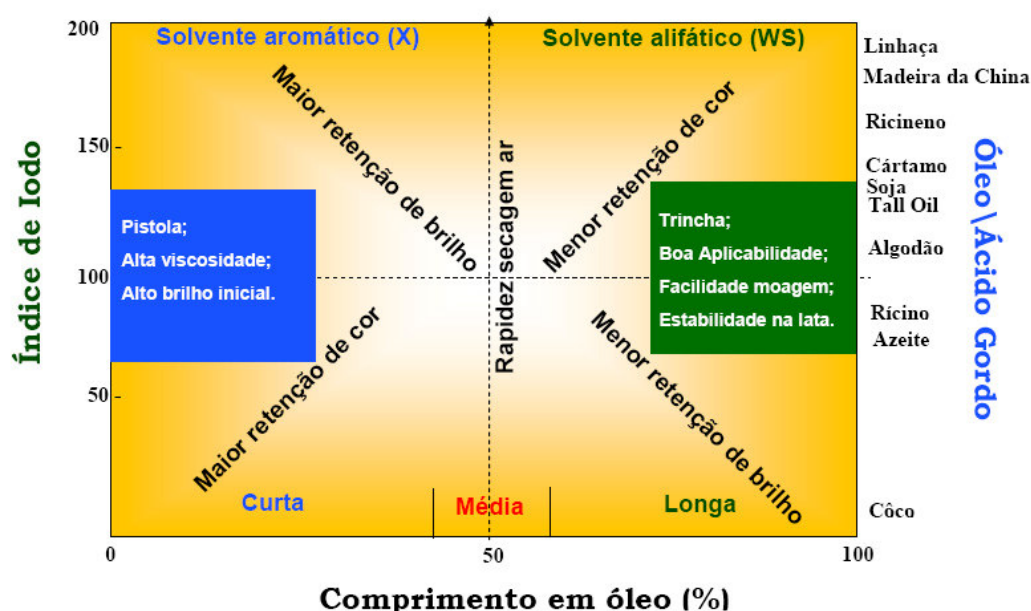 200
150
100
50
0
50
100
Índice de Iodo
Solvente aromático (X)
Solvente alifático (WS)
Maior retenção de brilho
Menor retenção de cor
Rapidez secagem ar
Pistola;
Alta viscosidade;
Alto brilho inicial.
Trincha;
Boa Aplicabilidade;
Facilidade moagem;
Estabilidade na lata.
Maior retenção de cor
Menor retenção de brilho
Curta
Média
Longa
Linhaça
Madeira da China
Ricineno
Cártamo
Soja
Tall Oil
Algodão
Rícino
Azeite
Côco
Óleo\Ácido Gordo
Comprimento em óleo (%)